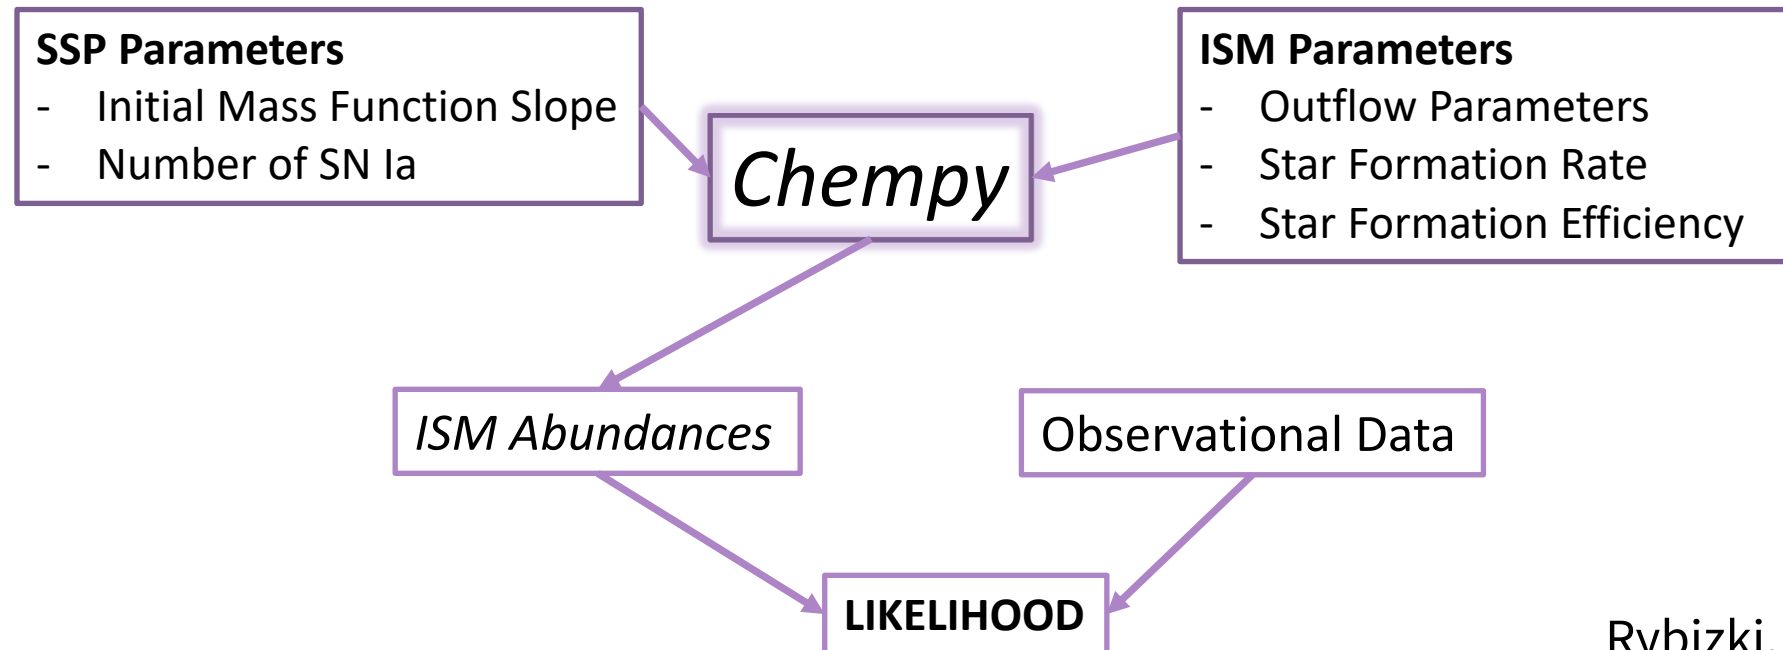 SSP Parameters
- Initial Mass Function Slope
- Number of SN Ia
ISM Parameters
- Outflow Parameters
- Star Formation Rate
- Star Formation Efficiency
Chempy
ISM Abundances
Observational Data
LIKELIHOOD
Rybizki,